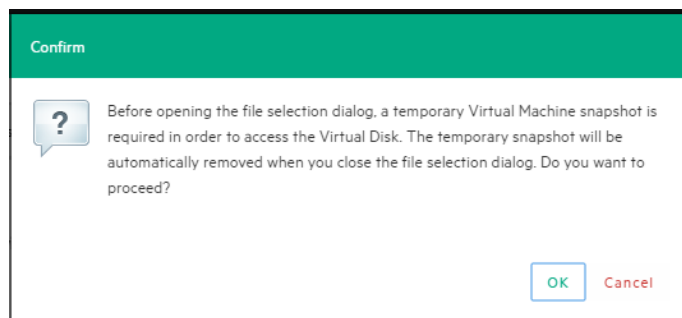 Confirm
Before opening the file selection dialog, a temporary Virtual Machine snapshot is
required in order to access the Virtual Disk. The temporary snapshot will be
automatically removed when you close the file selection dialog. Do you want to
proceed?
OK Cancel